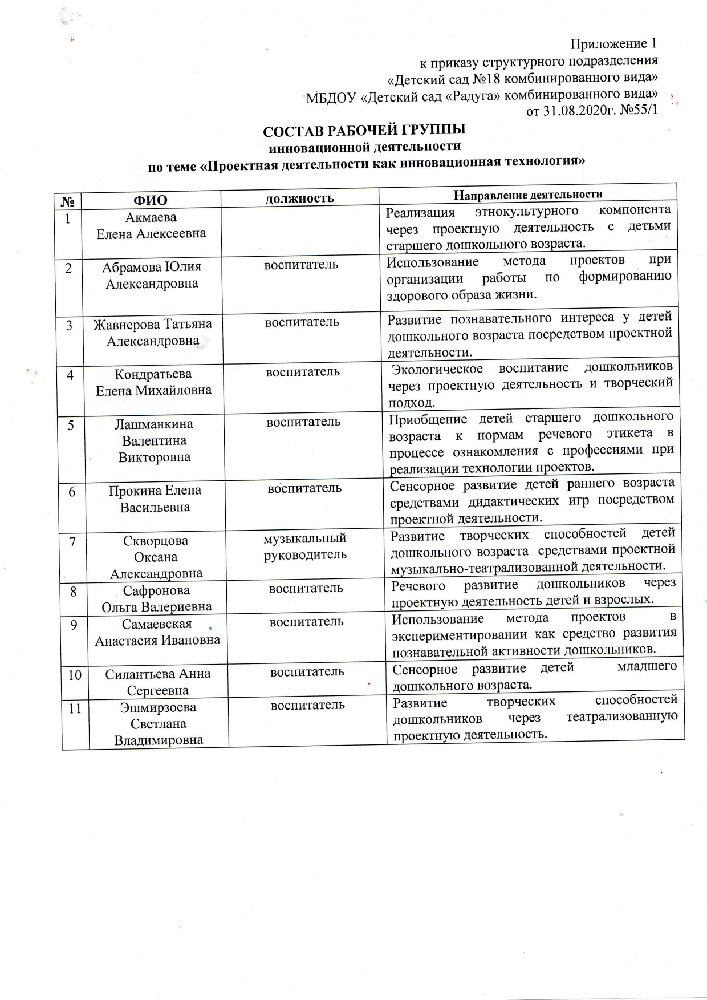 Приложение 1
к приказу структурного подразделения
«Детский сад №18 комбинированного вида»
МБДОУ «Детский сад «Радуга» комбинированного вида»
от 31.08.2020г. №55/1
СОСТАВ РАБОЧЕЙ ГРУППЫ
инновационной деятельности
по теме «Проектная деятельности как инновационная технология»
№ ФИО должность Направление деятельности
1 Акмаева Реализация этнокультурного компонента
Елена Алексеевна через проектную деятельность с детьми
старшего дошкольного возраста.
2 Абрамова Юлия воспитатель Использование метода проектов при
Александровна организации работы по формированию
здорового образа жизни.
3 Жавнерова Татьяна воспитатель Развитие познавательного интереса у детей
Александровна дошкольного возраста посредством проектной
деятельности.
4 Кондратьева воспитатель Экологическое воспитание дошкольников
Елена Михайловна через проектную деятельность и творческий
подход.
5 Лашманкина воспитатель Приобщение детей старшего дошкольного
Валентина возраста к нормам речевого этикета в
Викторовна процессе ознакомления с профессиями при
реализации технологии проектов.
6 Прокина Елена воспитатель Сенсорное развитие детей раннего возраста
Васильевна средствами дидактических игр посредством
проектной деятельности.
7 Скворцова музыкальный Развитие творческих способностей детей
Оксана руководитель дошкольного возраста средствами проектной
Александровна музыкально-театрализованной деятельности.
8 Сафронова воспитатель Речевого развитие дошкольников через
Ольга Валериевна проектную деятельность детей и взрослых.
9 Самаевская воспитатель Использование метода проектов в
Анастасия Ивановна экспериментировании как средство развития
познавательной активности дошкольников.
10 Силантьева Анна воспитатель Сенсорное развитие детей младшего
Сергеевна дошкольного возраста.
11 Эшмирзоева воспитатель Развитие творческих способностей
Светлана дошкольников через театрализованную
Владимировна проектную деятельность.